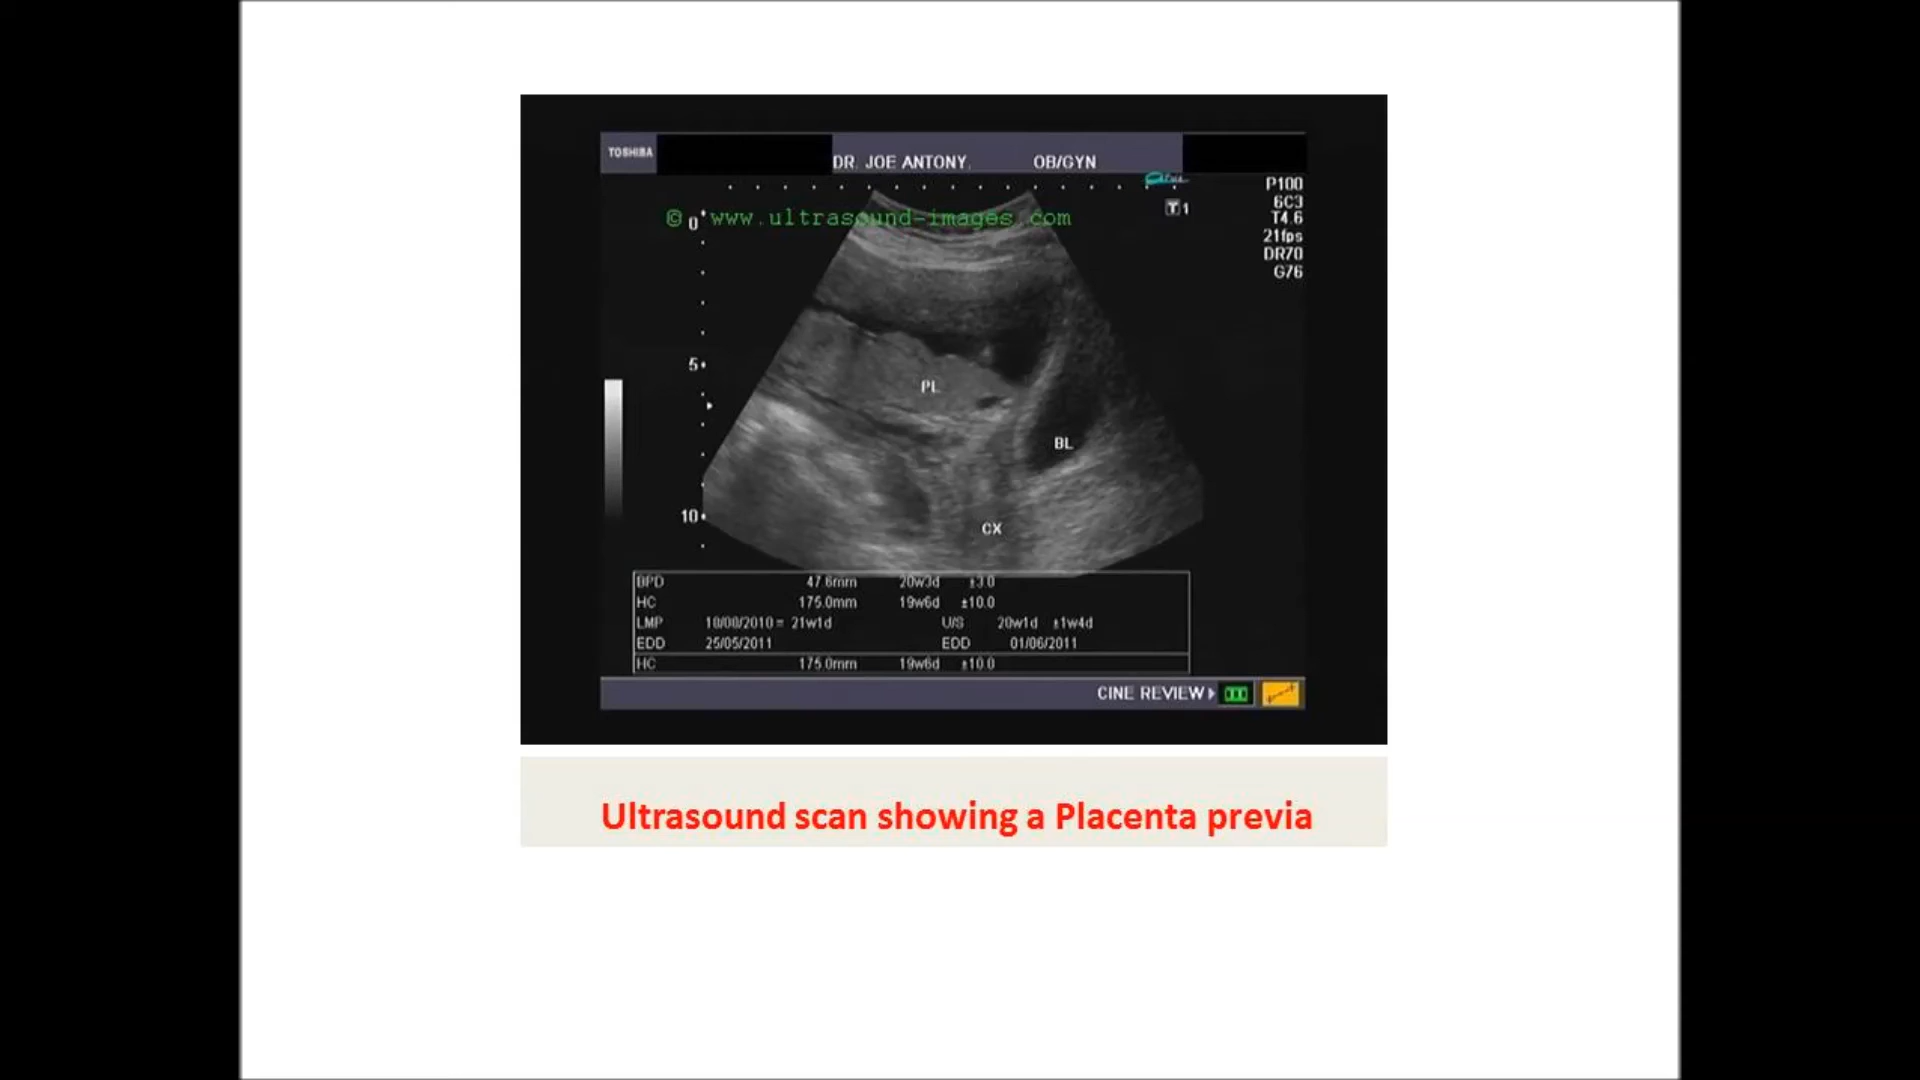 TOSHIBA
DR. JOE ANTONY. OB/GYN
P100
6C3
T4.6
21fps
DR70
G76
T 1
© www.ultrasound-images.com
0
5
10
PL
BL
CX
BPD 47.6mm 20w3d ±3.0
HC 175.0mm 19w6d ±10.0
LMP 18/08/2010 = 21w1d U/S 20w1d ±1w4d
EDD 25/05/2011 EDD 01/06/2011
HC 175.0mm 19w6d ±10.0
CINE REVIEW
Ultrasound scan showing a Placenta previa